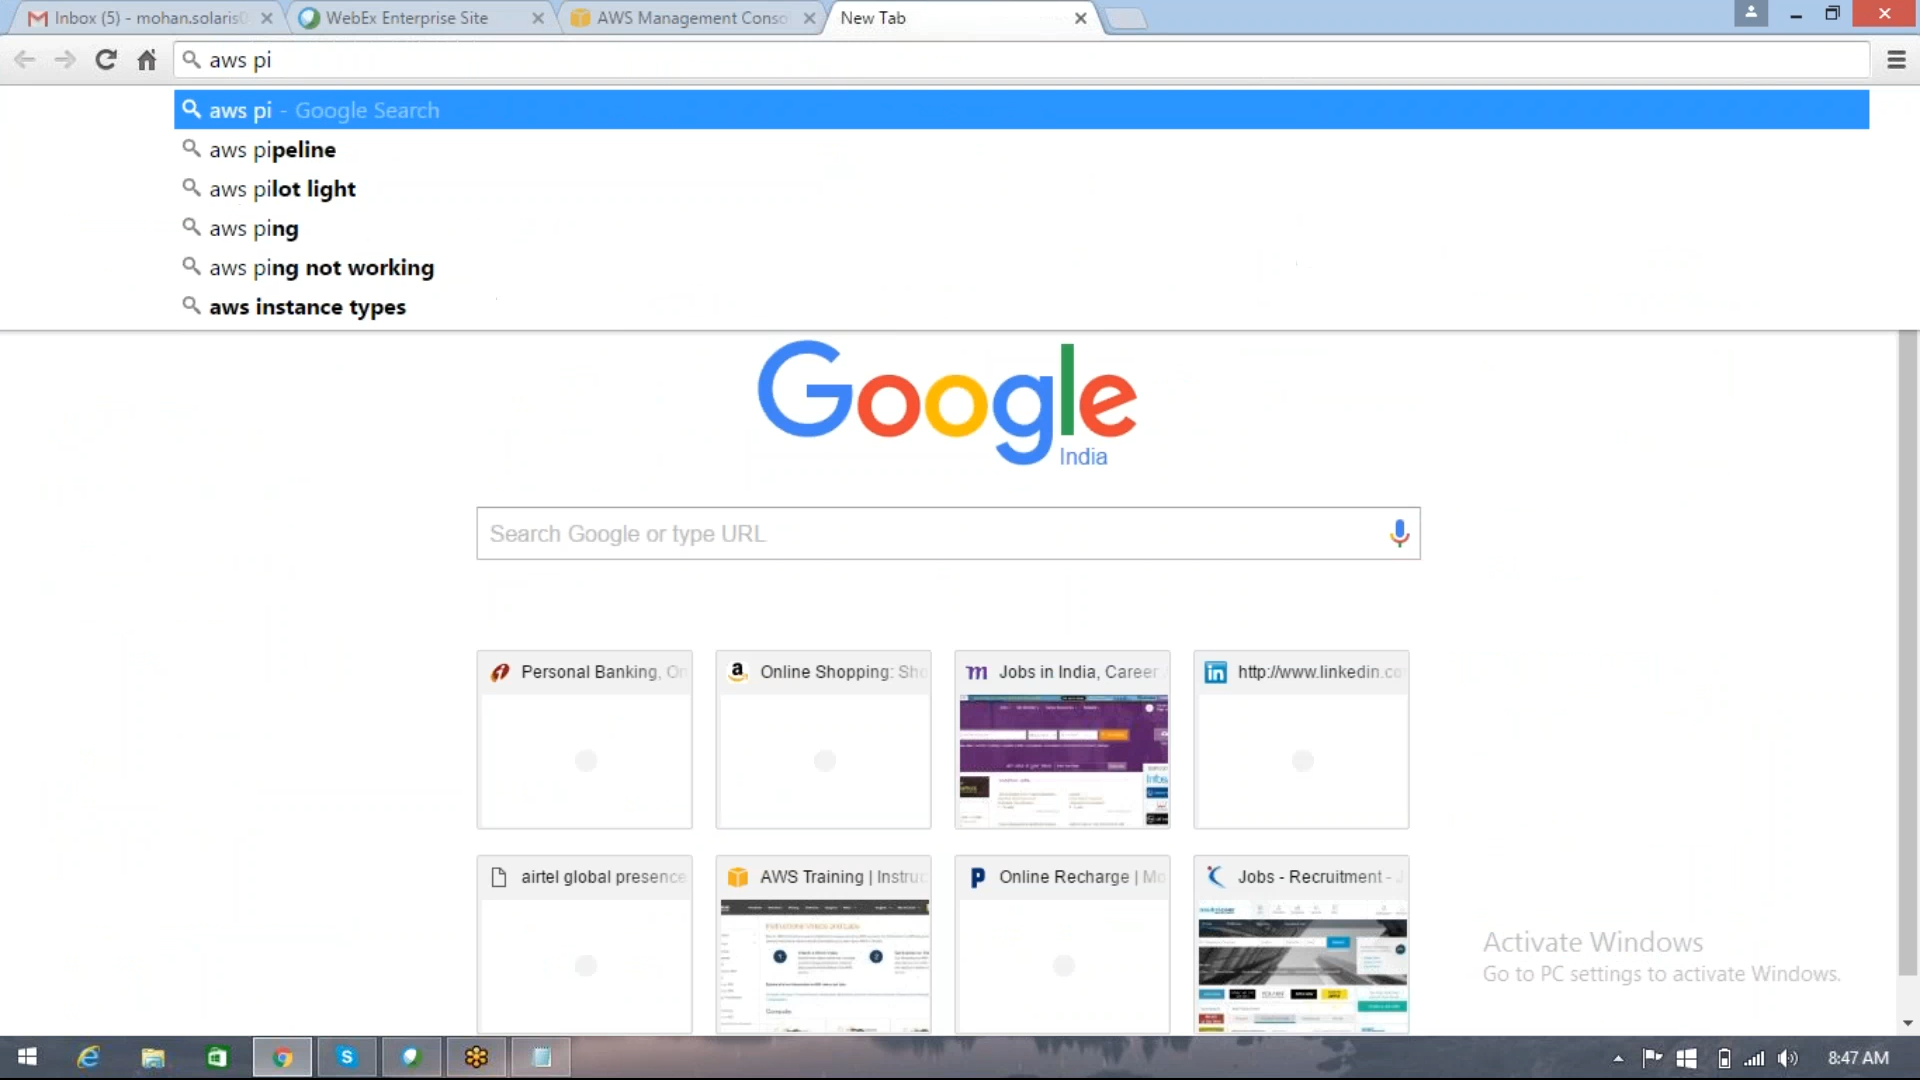 Inbox (5) - mohan.solaris0
WebEx Enterprise Site
AWS Management Conso
New Tab
aws pi
aws pi - Google Search
aws pipeline
aws pilot light
aws ping
aws ping not working
aws instance types
Google
India
Search Google or type URL
Personal Banking, On
Online Shopping: Sho
Jobs in India, Career
http://www.linkedin.co
airtel global presence
AWS Training | Instruc
Online Recharge | Mo
Jobs - Recruitment - J
Activate Windows
Go to PC settings to activate Windows.
8:47 AM